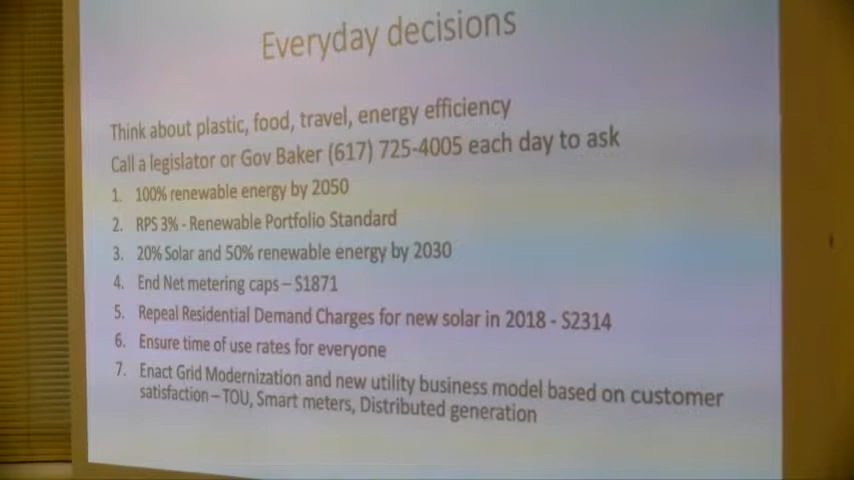 Everyday decisions
Think about plastic, food, travel, energy efficiency
Call a legislator or Gov Baker (617) 725-4005 each day to ask
1. 100% renewable energy by 2050
2. RPS 3% - Renewable Portfolio Standard
3. 20% Solar and 50% renewable energy by 2030
4. End Net metering caps – S1871
5. Repeal Residential Demand Charges for new solar in 2018 - S2314
6. Ensure time of use rates for everyone
7. Enact Grid Modernization and new utility business model based on customer
satisfaction – TOU, Smart meters, Distributed generation